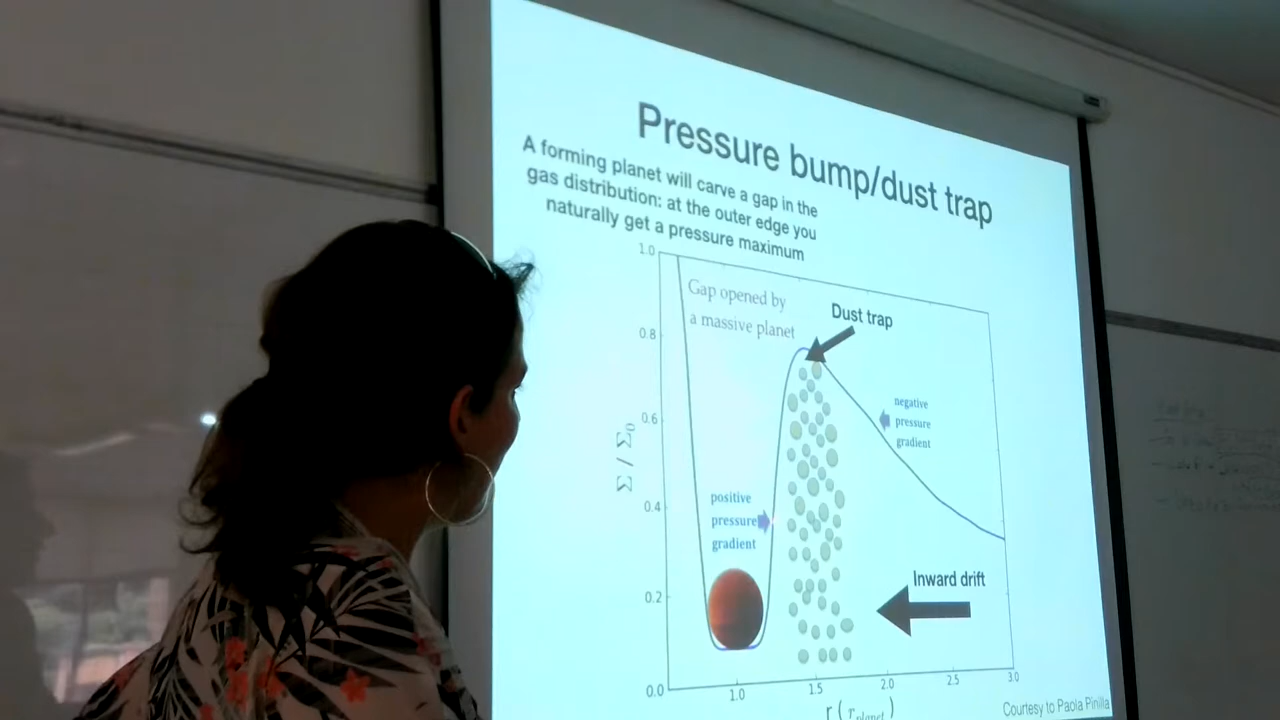 Pressure bump/dust trap
A forming planet will carve a gap in the
gas distribution: at the outer edge you
naturally get a pressure maximum
1.0
Gap opened by
a massive planet
Dust trap
0.8
negative
pressure
gradient
0.6
Σ / Σ0
positive
pressure
gradient
0.4
Inward drift
0.2
0.0
1.0
1.5
2.0
2.5
3.0
r (rplanet)
Courtesy to Paola Pinilla